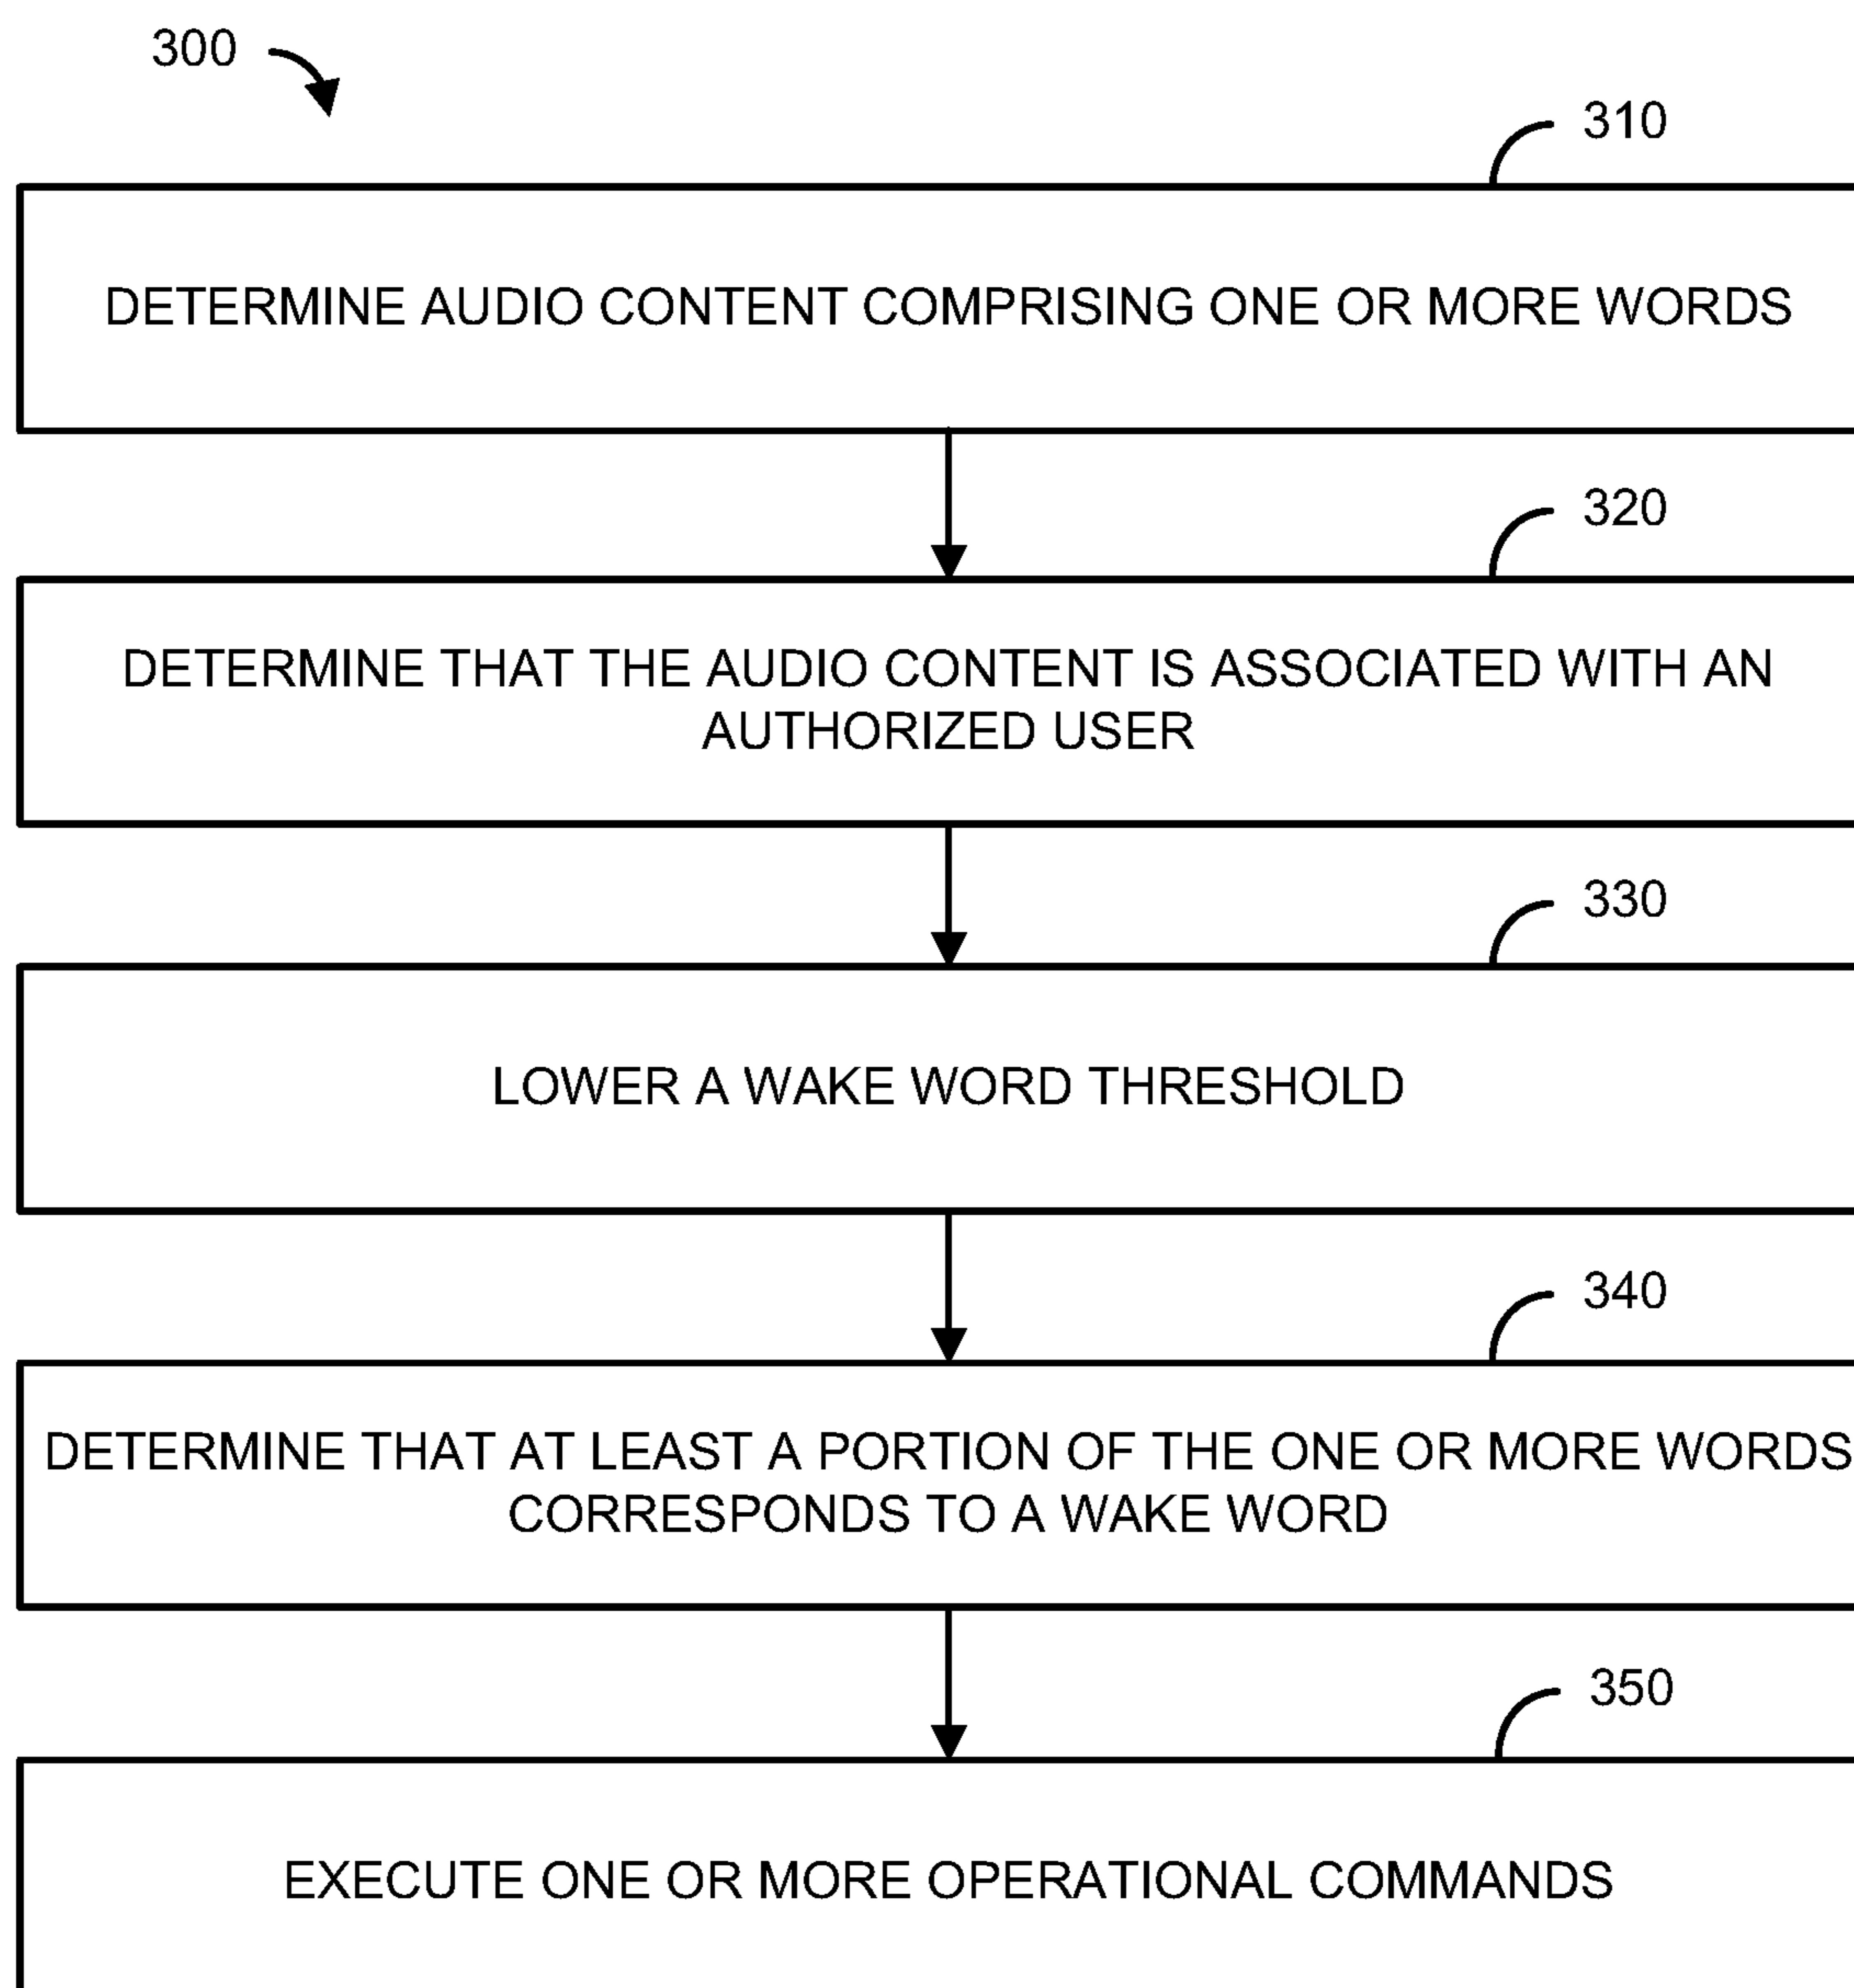 300
310
DETERMINE AUDIO CONTENT COMPRISING ONE OR MORE WORDS
320
DETERMINE THAT THE AUDIO CONTENT IS ASSOCIATED WITH AN
AUTHORIZED USER
330
LOWER A WAKE WORD THRESHOLD
340
DETERMINE THAT AT LEAST A PORTION OF THE ONE OR MORE WORDS
CORRESPONDS TO A WAKE WORD
350
EXECUTE ONE OR MORE OPERATIONAL COMMANDS